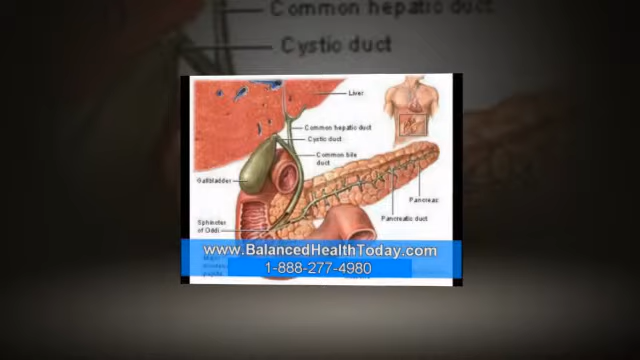 Common hepatic duct
Cystic duct
Liver
Common hepatic duct
Cystic duct
Common bile
duct
Gallbladder
Pancreas
Pancreatic duct
Sphincter
of Oddi
www.BalancedHealthToday.com
1-888-277-4980